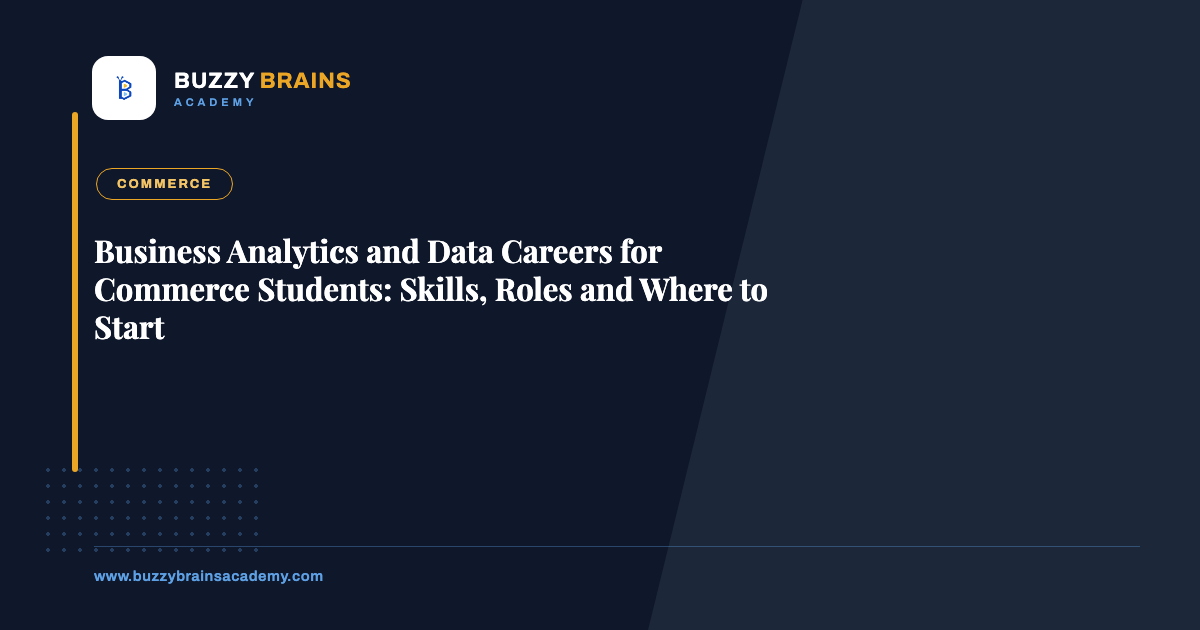 BUZZY BRAINS
ACADEMY
COMMERCE
Business Analytics and Data Careers for
Commerce Students: Skills, Roles and Where to
Start
www.buzzybrainsacademy.com